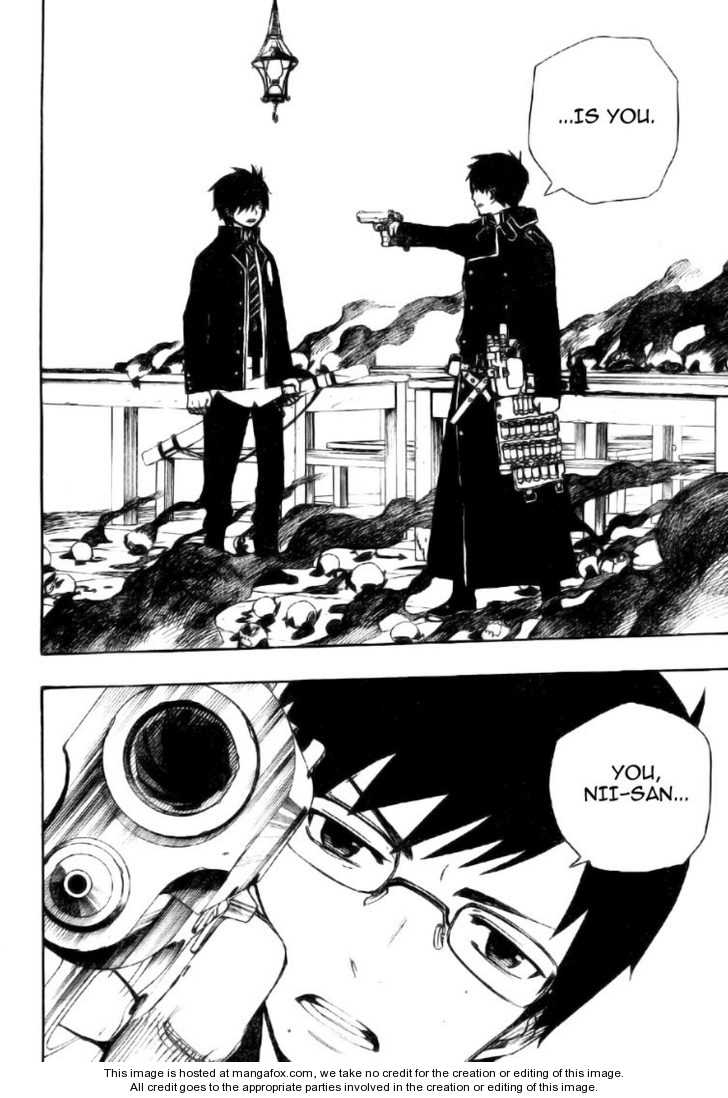 ...IS YOU.
YOU,
NII-SAN...
This image is hosted at mangafox.com, we take no credit for the creation or editing of this image.
All credit goes to the appropriate parties involved in the creation or editing of this image.